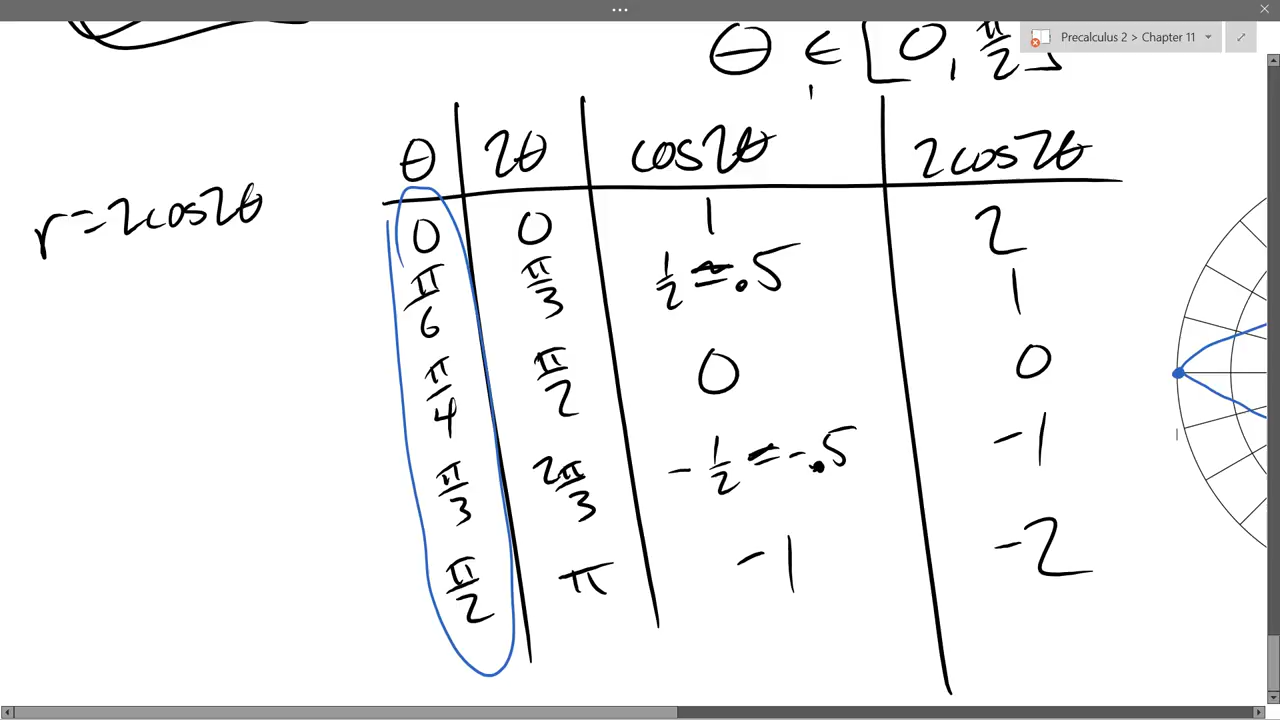 ...
Precalculus 2 > Chapter 11
θ ∈ [0, π/2]
θ 2θ cos2θ 2cos2θ
r=2cos2θ
0 0 1 2
π/6 π/3 1/2 = .5 1
π/4 π/2 0 0
π/3 2π/3 -1/2 = -.5 -1
π/2 π -1 -2